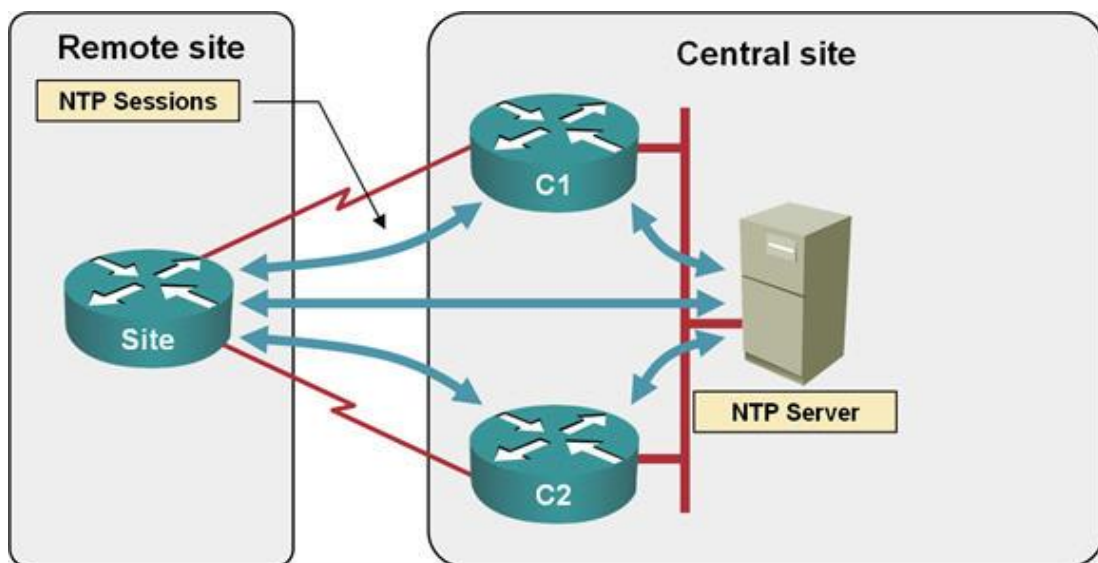 Remote site
NTP Sessions
Central site
C1
Site
NTP Server
C2